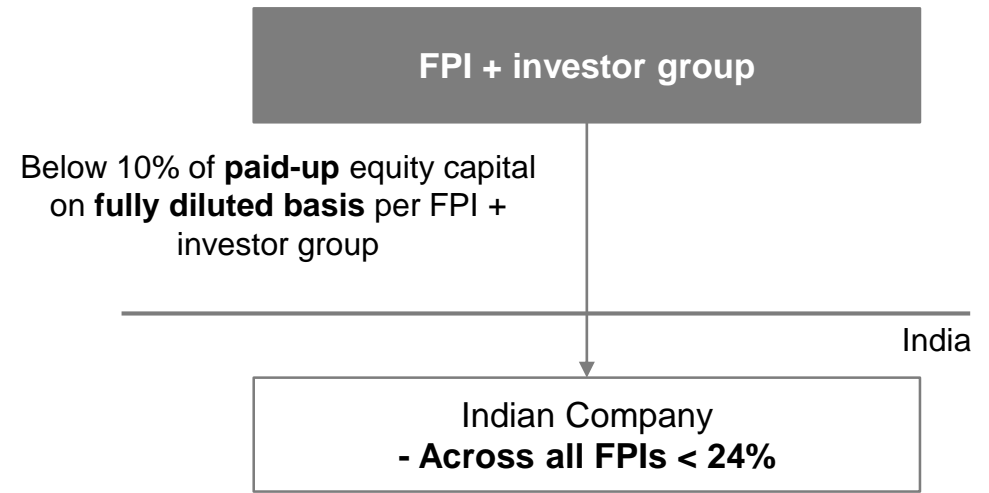 FPI + investor group
Below 10% of paid-up equity capital
on fully diluted basis per FPI +
investor group
India
Indian Company
- Across all FPIs < 24%